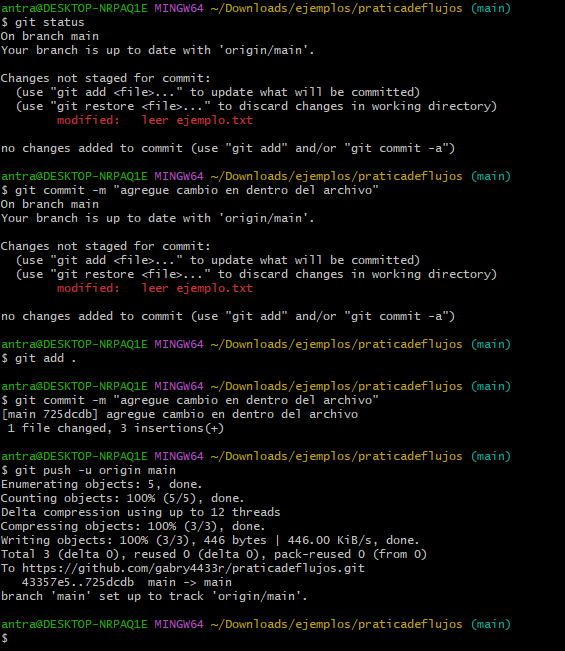 antra@DESKTOP-NRPAQ1E MINGW64 ~/Downloads/ejemplos/praticadeflujos (main)
$ git status
On branch main
Your branch is up to date with 'origin/main'.

Changes not staged for commit:
  (use "git add <file>..." to update what will be committed)
  (use "git restore <file>..." to discard changes in working directory)
        modified:   leer ejemplo.txt

no changes added to commit (use "git add" and/or "git commit -a")

antra@DESKTOP-NRPAQ1E MINGW64 ~/Downloads/ejemplos/praticadeflujos (main)
$ git commit -m "agregue cambio en dentro del archivo"
On branch main
Your branch is up to date with 'origin/main'.

Changes not staged for commit:
  (use "git add <file>..." to update what will be committed)
  (use "git restore <file>..." to discard changes in working directory)
        modified:   leer ejemplo.txt

no changes added to commit (use "git add" and/or "git commit -a")

antra@DESKTOP-NRPAQ1E MINGW64 ~/Downloads/ejemplos/praticadeflujos (main)
$ git add .

antra@DESKTOP-NRPAQ1E MINGW64 ~/Downloads/ejemplos/praticadeflujos (main)
$ git commit -m "agregue cambio en dentro del archivo"
[main 725dcdb] agregue cambio en dentro del archivo
 1 file changed, 3 insertions(+)

antra@DESKTOP-NRPAQ1E MINGW64 ~/Downloads/ejemplos/praticadeflujos (main)
$ git push -u origin main
Enumerating objects: 5, done.
Counting objects: 100% (5/5), done.
Delta compression using up to 12 threads
Compressing objects: 100% (3/3), done.
Writing objects: 100% (3/3), 446 bytes | 446.00 KiB/s, done.
Total 3 (delta 0), reused 0 (delta 0), pack-reused 0 (from 0)
To https://github.com/gabry4433r/praticadeflujos.git
   43357e5..725dcdb  main -> main
branch 'main' set up to track 'origin/main'.

antra@DESKTOP-NRPAQ1E MINGW64 ~/Downloads/ejemplos/praticadeflujos (main)
$